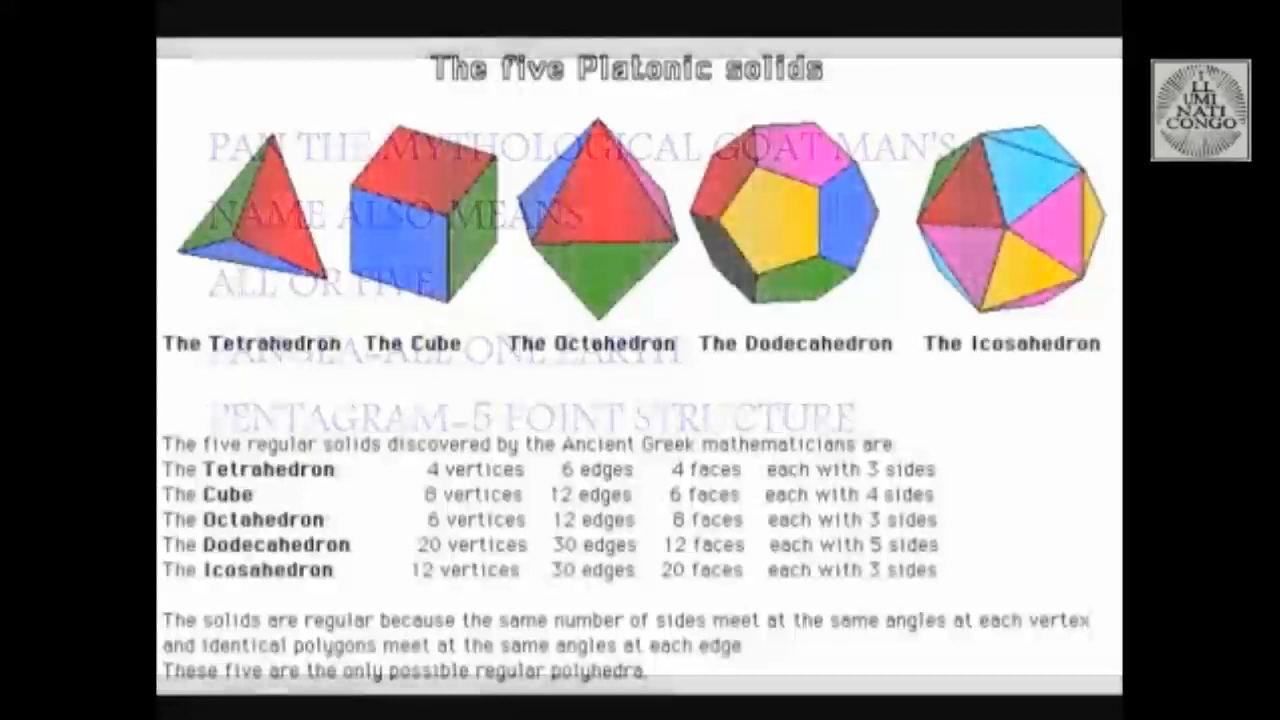 The five Platonic solids
PAN THE MYTHOLOGICAL GOAT MAN'S
NAME ALSO MEANS
ALL OR FIVE
The Tetrahedron The Cube The Octahedron The Dodecahedron The Icosahedron
PANGEA=ALL ONE EARTH
PENTAGRAM=5 POINT STRUCTURE
The five regular solids discovered by the Ancient Greek mathematicians are
The Tetrahedron 4 vertices 6 edges 4 faces each with 3 sides
The Cube 8 vertices 12 edges 6 faces each with 4 sides
The Octahedron 6 vertices 12 edges 8 faces each with 3 sides
The Dodecahedron 20 vertices 30 edges 12 faces each with 5 sides
The Icosahedron 12 vertices 30 edges 20 faces each with 3 sides
The solids are regular because the same number of sides meet at the same angles at each vertex
and identical polygons meet at the same angles at each edge
These five are the only possible regular polyhedra.
I
LL
UMI
NATI
CONGO